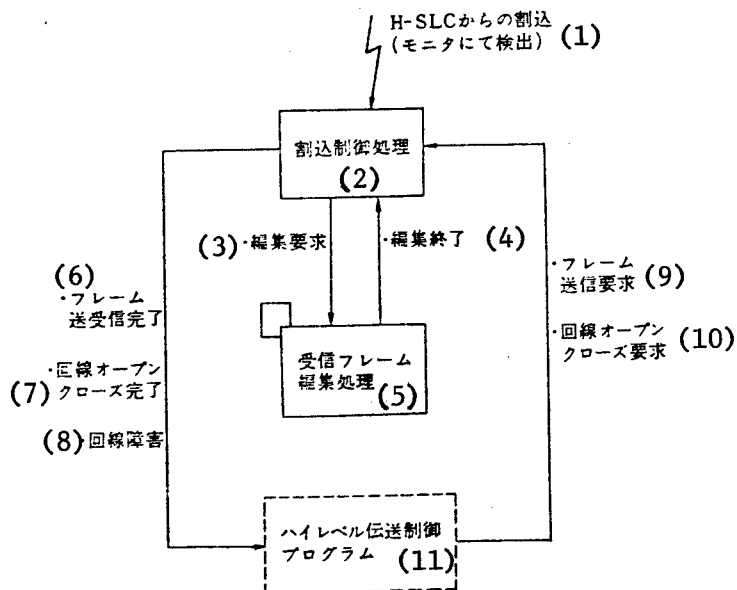 H-SLCからの割込
(モニタにて検出) (1)
割込制御処理
(2)
(3)・編集要求
・編集終了 (4)
(6)
・フレーム
送受信完了
・フレーム
送信要求 (9)
・回線オープン
クローズ要求 (10)
受信フレーム
編集処理
(5)
・回線オープン
(7) クローズ完了
(8)・回線障害
ハイレベル伝送制御
プログラム (11)